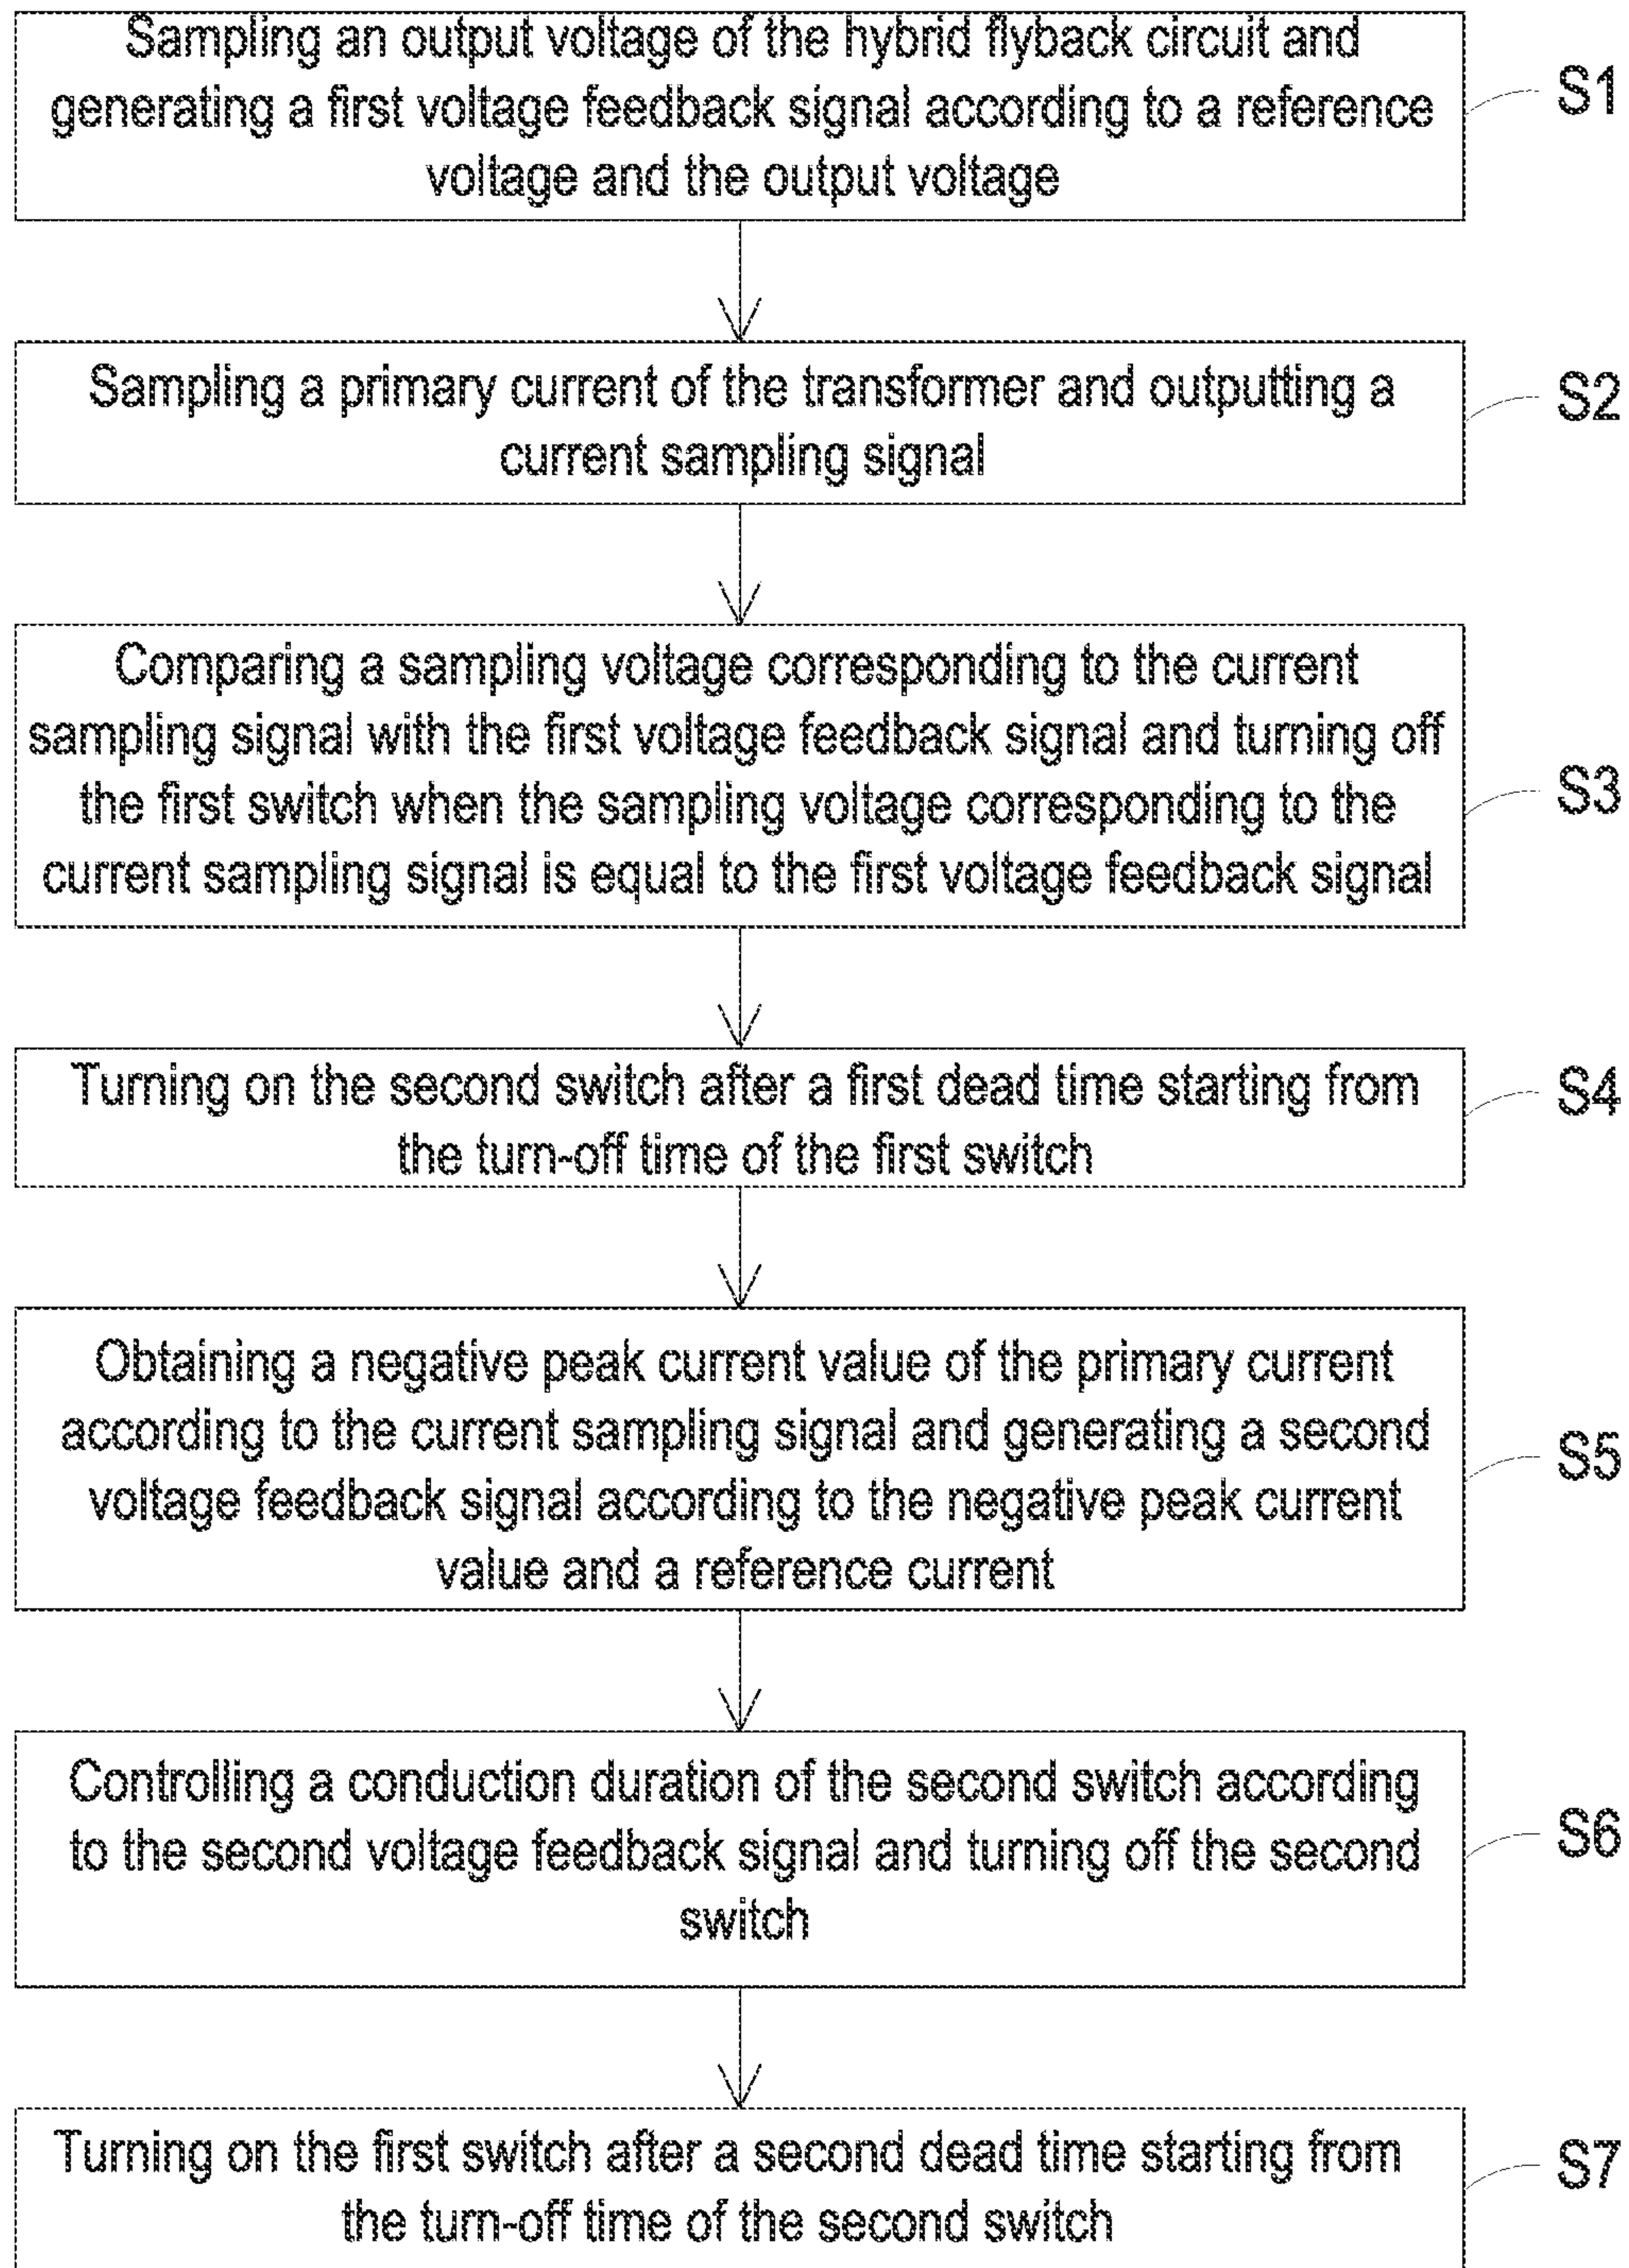 Sampling an output voltage of the hybrid flyback circuit and
generating a first voltage feedback signal according to a reference
voltage and the output voltage
S1
Sampling a primary current of the transformer and outputting a
current sampling signal
S2
Comparing a sampling voltage corresponding to the current
sampling signal with the first voltage feedback signal and turning off
the first switch when the sampling voltage corresponding to the
current sampling signal is equal to the first voltage feedback signal
S3
Turning on the second switch after a first dead time starting from
the turn-off time of the first switch
S4
Obtaining a negative peak current value of the primary current
according to the current sampling signal and generating a second
voltage feedback signal according to the negative peak current
value and a reference current
S5
Controlling a conduction duration of the second switch according
to the second voltage feedback signal and turning off the second
switch
S6
Turning on the first switch after a second dead time starting from
the turn-off time of the second switch
S7